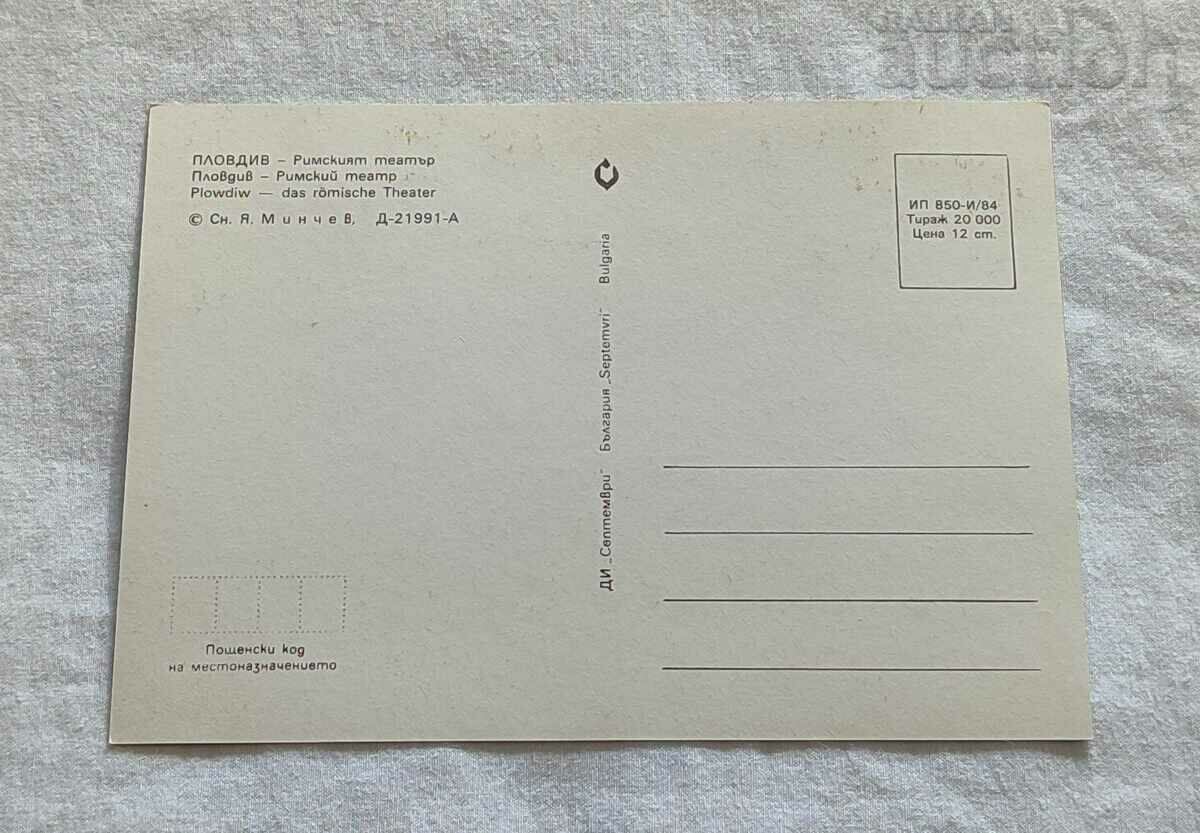 ПЛОВДИВ – Римският театър
Пловдив – Римский театр
Plowdiw — das römische Theater
© Сн. Я. Минчев, Д-21991-А
ИП 850-И/84
Тираж 20 000
Цена 12 ст.
ДИ „Септември" България „Septemvri" Bulgaria
Пощенски код
на местоназначението